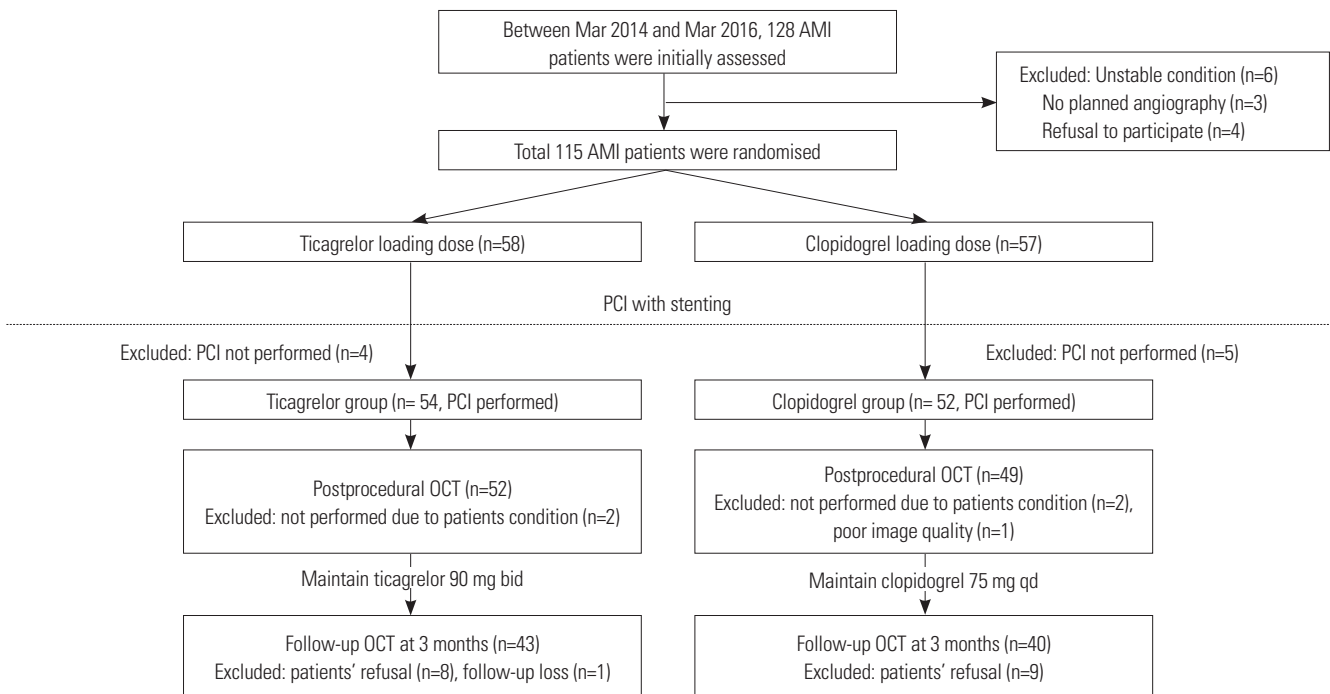 Between Mar 2014 and Mar 2016, 128 AMI
patients were initially assessed
Excluded: Unstable condition (n=6)
No planned angiography (n=3)
Refusal to participate (n=4)
Total 115 AMI patients were randomised
Ticagrelor loading dose (n=58)
Clopidogrel loading dose (n=57)
PCI with stenting
Excluded: PCI not performed (n=4)
Excluded: PCI not performed (n=5)
Ticagrelor group (n= 54, PCI performed)
Clopidogrel group (n= 52, PCI performed)
Postprocedural OCT (n=52)
Excluded: not performed due to patients condition (n=2)
Postprocedural OCT (n=49)
Excluded: not performed due to patients condition (n=2),
poor image quality (n=1)
Maintain ticagrelor 90 mg bid
Maintain clopidogrel 75 mg qd
Follow-up OCT at 3 months (n=43)
Excluded: patients’ refusal (n=8), follow-up loss (n=1)
Follow-up OCT at 3 months (n=40)
Excluded: patients’ refusal (n=9)